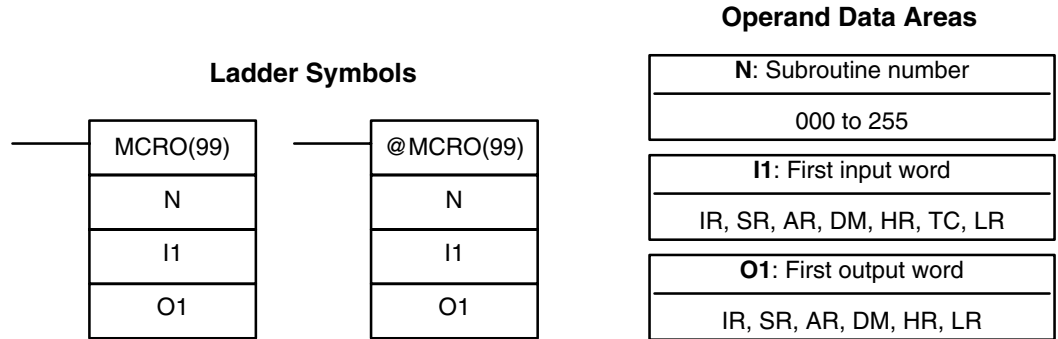 Ladder Symbols
MCRO(99)
N
I1
O1
@MCRO(99)
N
I1
O1
Operand Data Areas
N: Subroutine number
000 to 255
I1: First input word
IR, SR, AR, DM, HR, TC, LR
O1: First output word
IR, SR, AR, DM, HR, LR